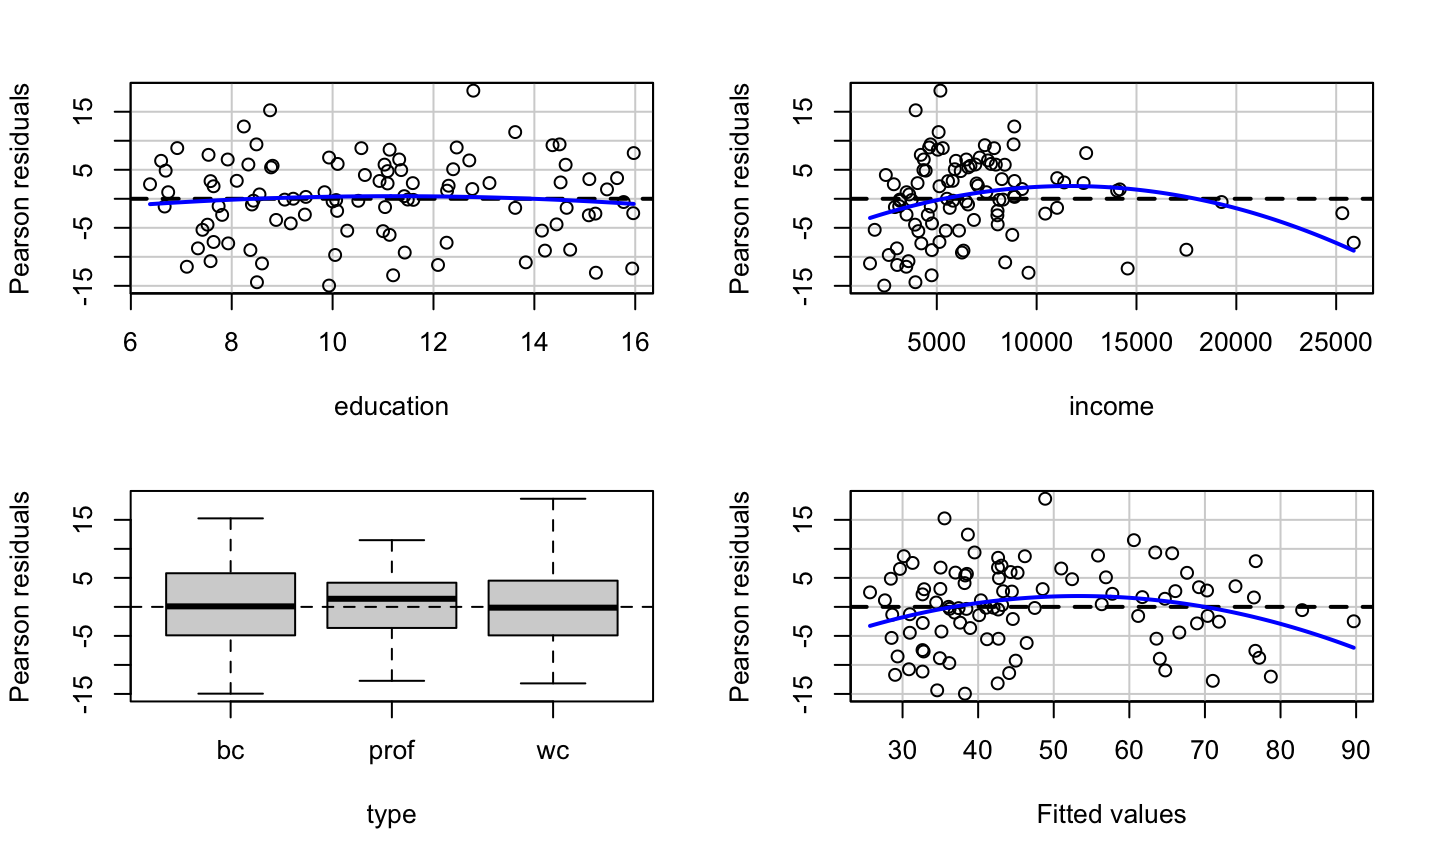 Pearson residuals
-15 -5 5 15
6 8 10 12 14 16
education
Pearson residuals
-15 -5 5 15
5000 10000 15000 20000 25000
income
Pearson residuals
-15 -5 5 15
bc prof wc
type
Pearson residuals
-15 -5 5 15
30 40 50 60 70 80 90
Fitted values